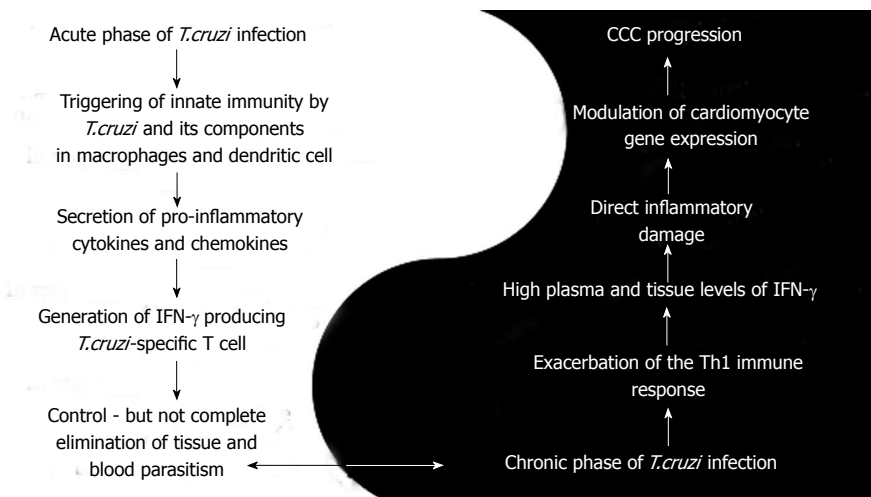 Acute phase of T.cruzi infection
Triggering of innate immunity by
T.cruzi and its components
in macrophages and dendritic cell
Secretion of pro-inflammatory
cytokines and chemokines
Generation of IFN-γ producing
T.cruzi-specific T cell
Control - but not complete
elimination of tissue and
blood parasitism
CCC progression
Modulation of cardiomyocyte
gene expression
Direct inflammatory
damage
High plasma and tissue levels of IFN-γ
Exacerbation of the Th1 immune
response
Chronic phase of T.cruzi infection